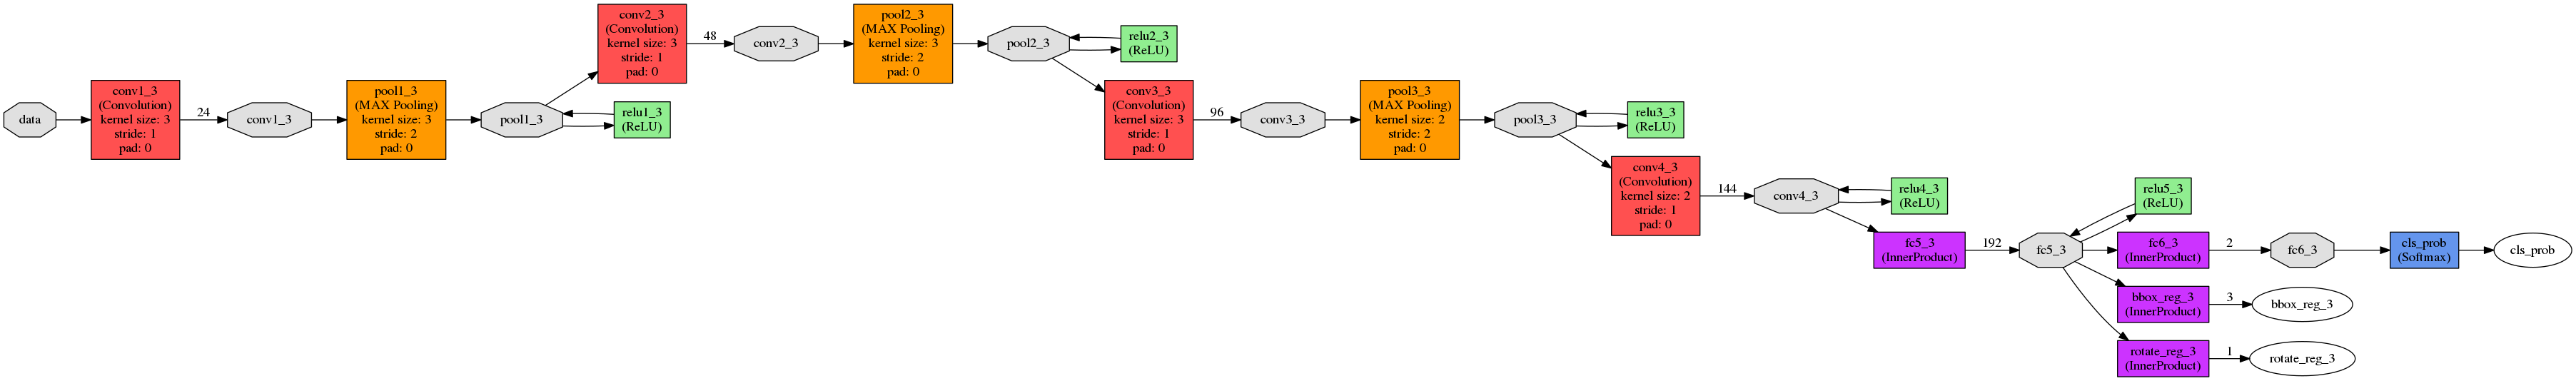 data
conv1_3
(Convolution)
kernel size: 3
stride: 1
pad: 0
24
conv1_3
pool1_3
(MAX Pooling)
kernel size: 3
stride: 2
pad: 0
pool1_3
relu1_3
(ReLU)
conv2_3
(Convolution)
kernel size: 3
stride: 1
pad: 0
48
conv2_3
pool2_3
(MAX Pooling)
kernel size: 3
stride: 2
pad: 0
pool2_3
relu2_3
(ReLU)
conv3_3
(Convolution)
kernel size: 3
stride: 1
pad: 0
96
conv3_3
pool3_3
(MAX Pooling)
kernel size: 2
stride: 2
pad: 0
pool3_3
relu3_3
(ReLU)
conv4_3
(Convolution)
kernel size: 2
stride: 1
pad: 0
144
conv4_3
relu4_3
(ReLU)
fc5_3
(InnerProduct)
192
fc5_3
relu5_3
(ReLU)
fc6_3
(InnerProduct)
2
fc6_3
cls_prob
(Softmax)
cls_prob
bbox_reg_3
(InnerProduct)
3
bbox_reg_3
rotate_reg_3
(InnerProduct)
1
rotate_reg_3